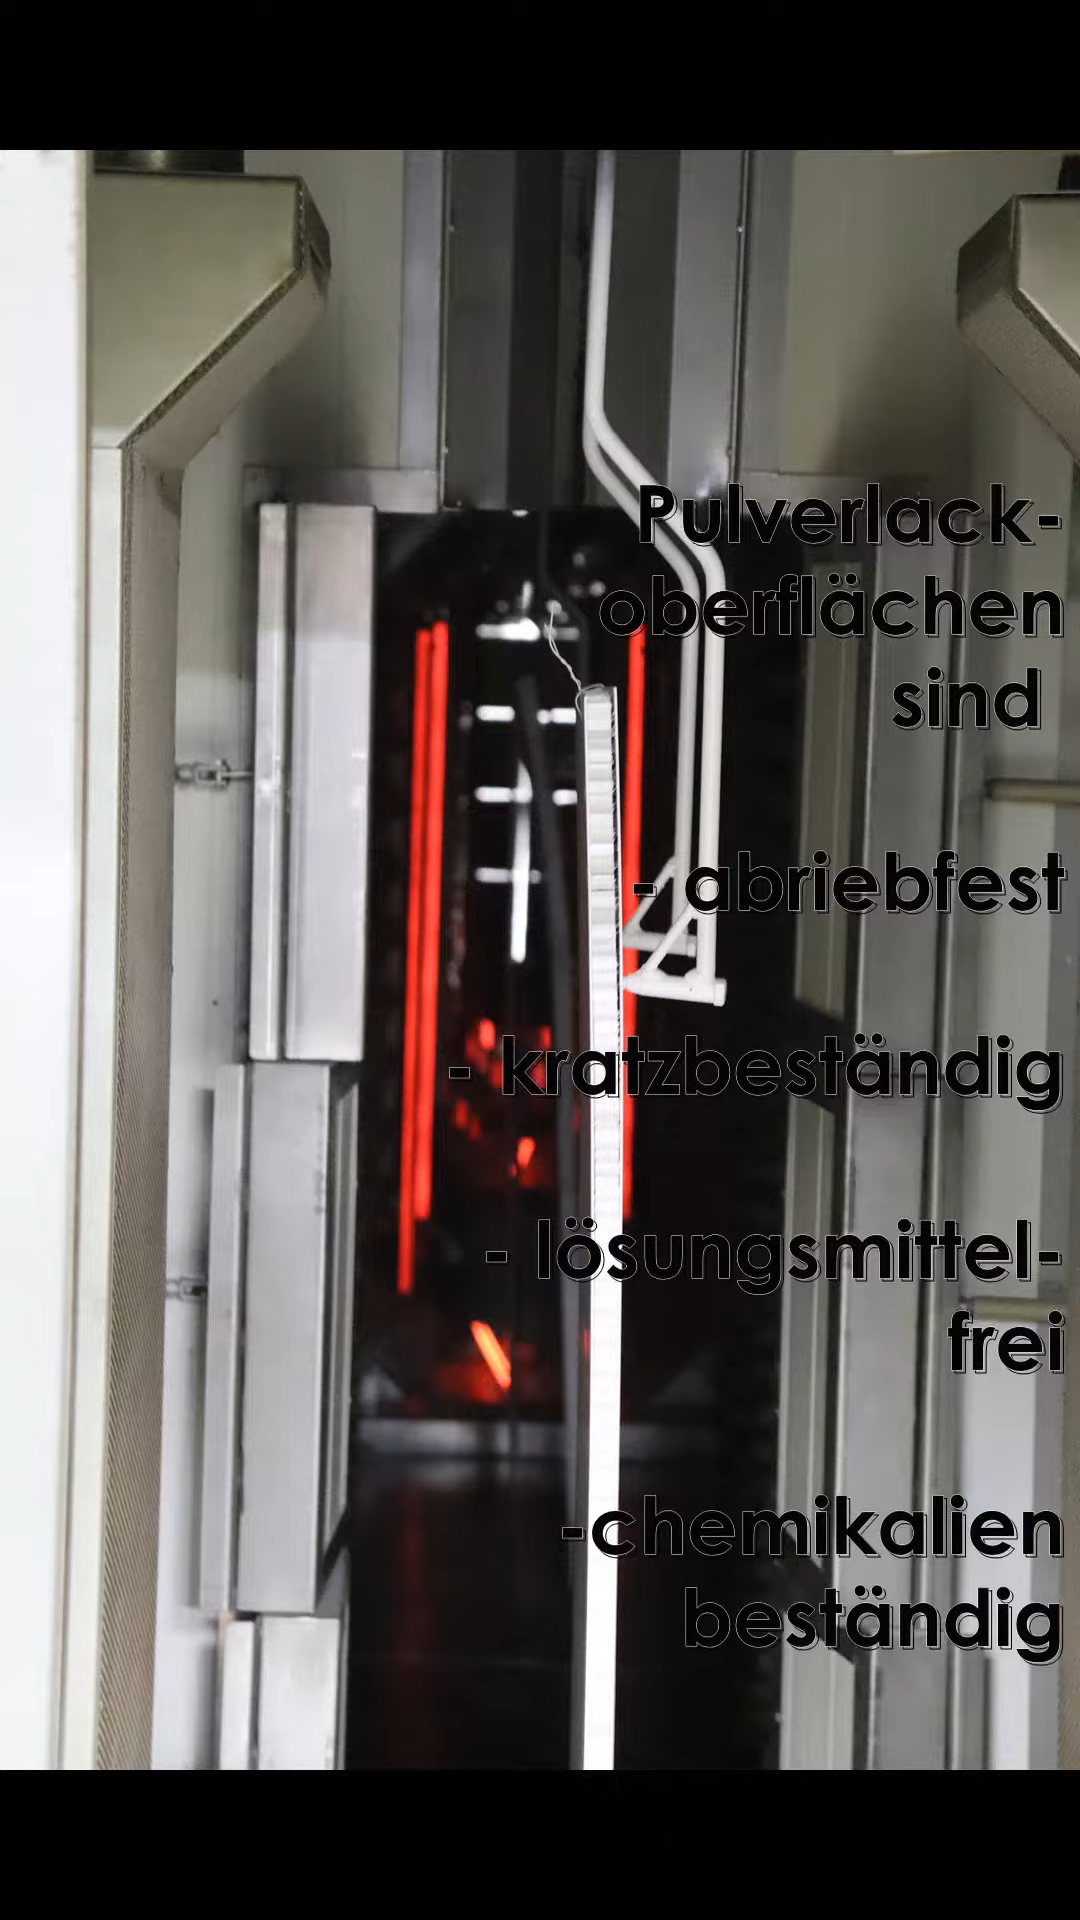 Pulverlack-
oberflächen
sind
- abriebfest
- kratzbeständig
- lösungsmittel-
frei
-chemikalien
beständig